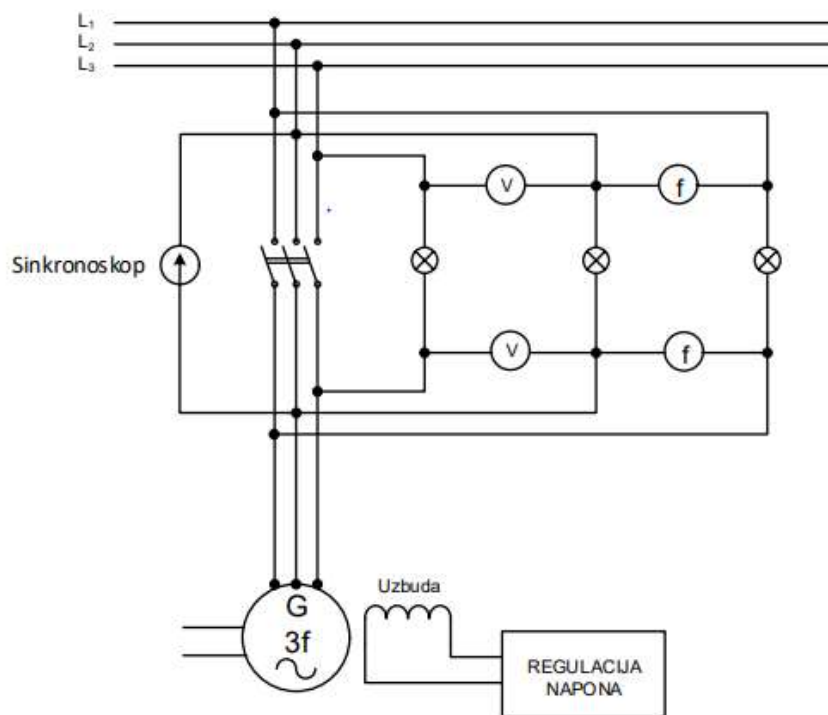 L₁
L₂
L₃
V
f
Sinkronoskop
V
f
Uzbuda
G
3f
REGULACIJA
NAPONA